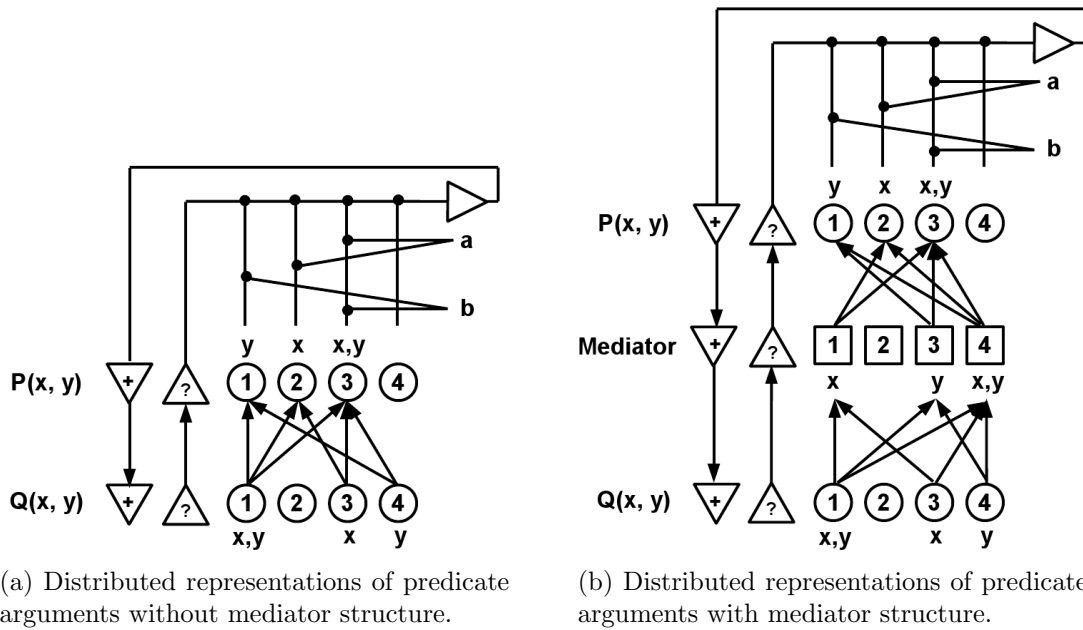 a
b
y x x,y
P(x, y) + ? 1 2 3 4
Q(x, y) + ? 1 2 3 4
x,y x y
(a) Distributed representations of predicate
arguments without mediator structure.
a
b
y x x,y
P(x, y) + ? 1 2 3 4
Mediator + ? 1 2 3 4
x y x,y
Q(x, y) + ? 1 2 3 4
x,y x y
(b) Distributed representations of predicate
arguments with mediator structure.